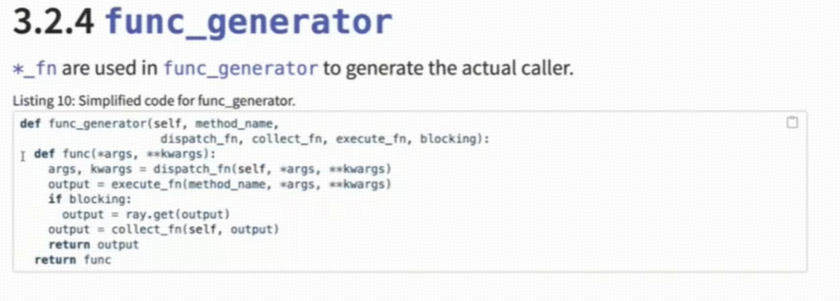 3.2.4 func_generator
*_fn are used in func_generator to generate the actual caller.
Listing 10: Simplified code for func_generator.
def func_generator(self, method_name,
                    dispatch_fn, collect_fn, execute_fn, blocking):
  def func(*args, **kwargs):
    args, kwargs = dispatch_fn(self, *args, **kwargs)
    output = execute_fn(method_name, *args, **kwargs)
    if blocking:
      output = ray.get(output)
    output = collect_fn(self, output)
    return output
  return func